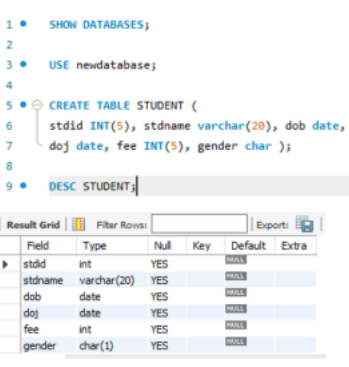 1 SHOW DATABASES;
2
3 USE newdatabase;
4
5 CREATE TABLE STUDENT (
6 stdid INT(5), stdname varchar(20), dob date,
7 doj date, fee INT(5), gender char );
8
9 DESC STUDENT;
Result Grid Filter Rows: Export:
Field Type Null Key Default Extra
stdid int YES NULL
stdname varchar(20) YES NULL
dob date YES NULL
doj date YES NULL
fee int YES NULL
gender char(1) YES NULL